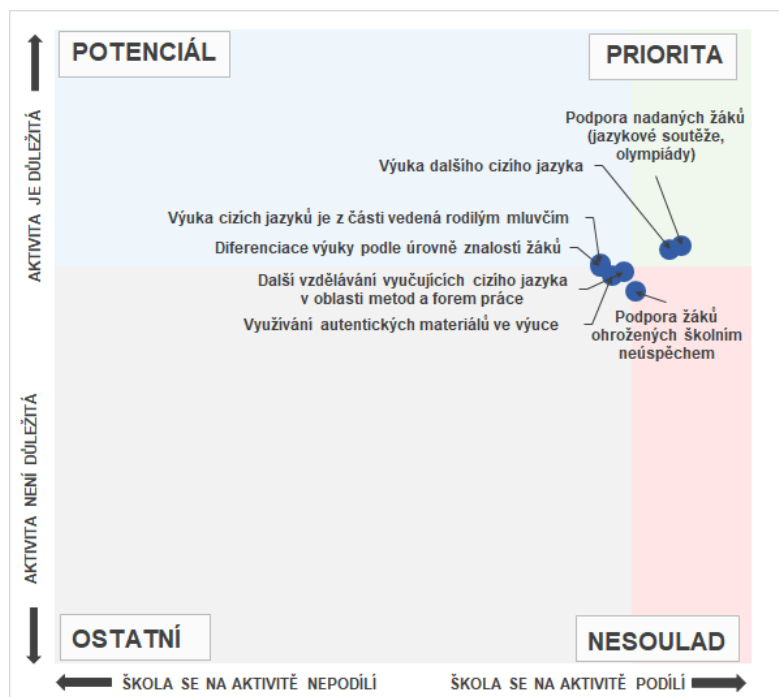 POTENCIÁL
PRIORITA
AKTIVITA JE DŮLEŽITÁ
Podpora nadaných žáků
(jazykové soutěže,
olympiády)
Výuka dalšího cizího jazyka
Výuka cizích jazyků je z části vedená rodilým mluvčím
Diferenciace výuky podle úrovně znalostí žáků
Další vzdělávání vyučujících cizího jazyka
v oblasti metod a forem práce
Využívání autentických materiálů ve výuce
Podpora žáků
ohrožených školním
neúspěchem
AKTIVITA NENÍ DŮLEŽITÁ
OSTATNÍ
NESOULAD
ŠKOLA SE NA AKTIVITĚ NEPODÍLÍ
ŠKOLA SE NA AKTIVITĚ PODÍLÍ